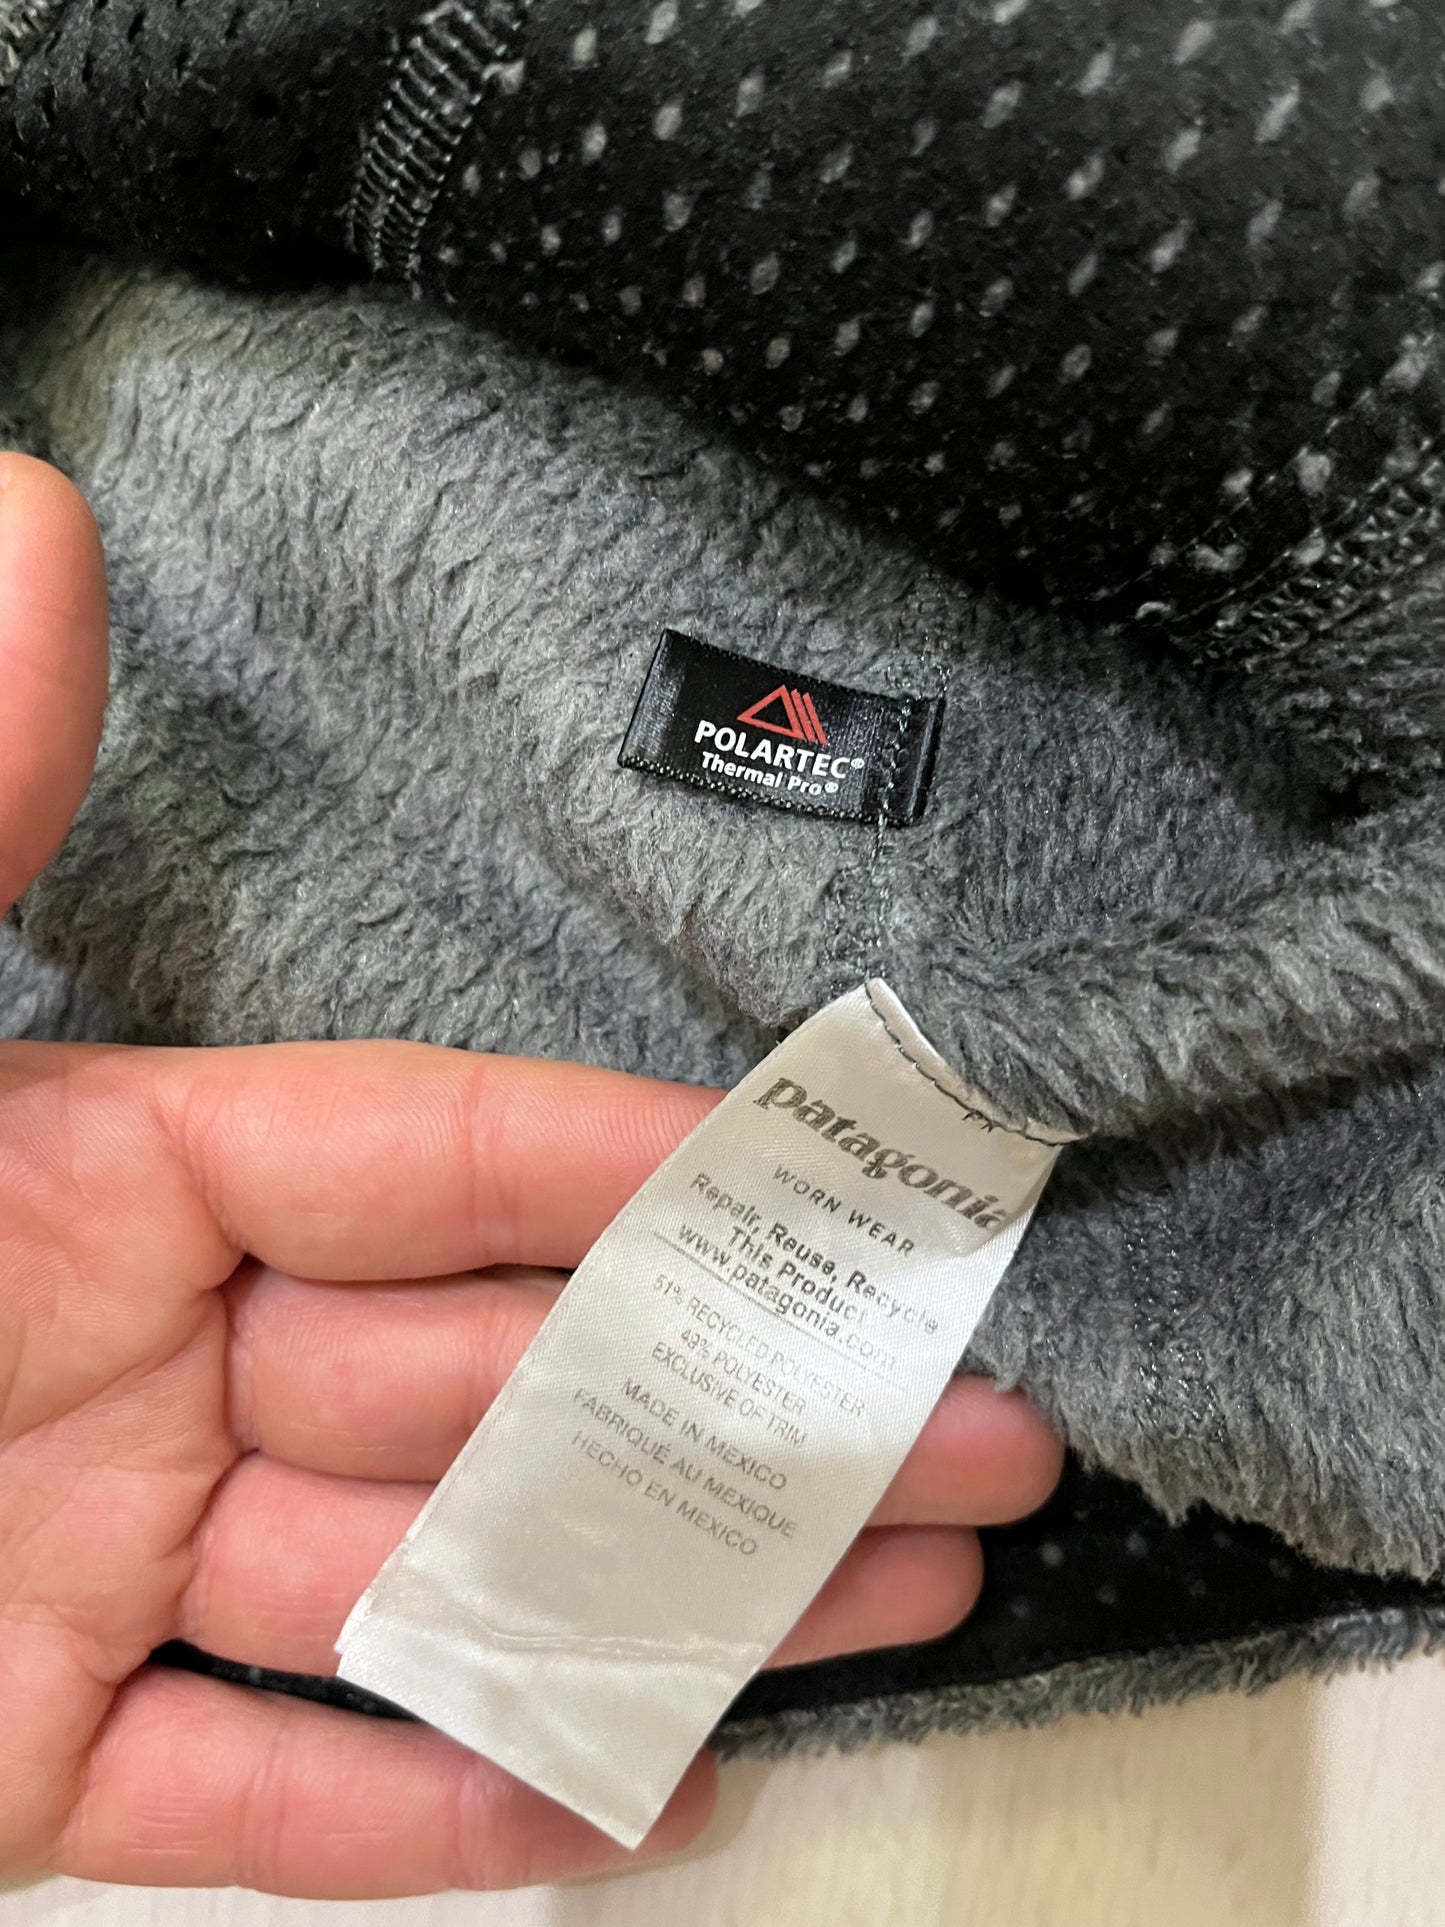 POLARTEC®
Thermal Pro®
patagonia
WORN WEAR
Repair, Reuse, Recycle
This Product
www.patagonia.com
51% RECYCLED POLYESTER
49% POLYESTER
EXCLUSIVE OF TRIM
MADE IN MEXICO
FABRIQUÉ AU MEXIQUE
HECHO EN MEXICO